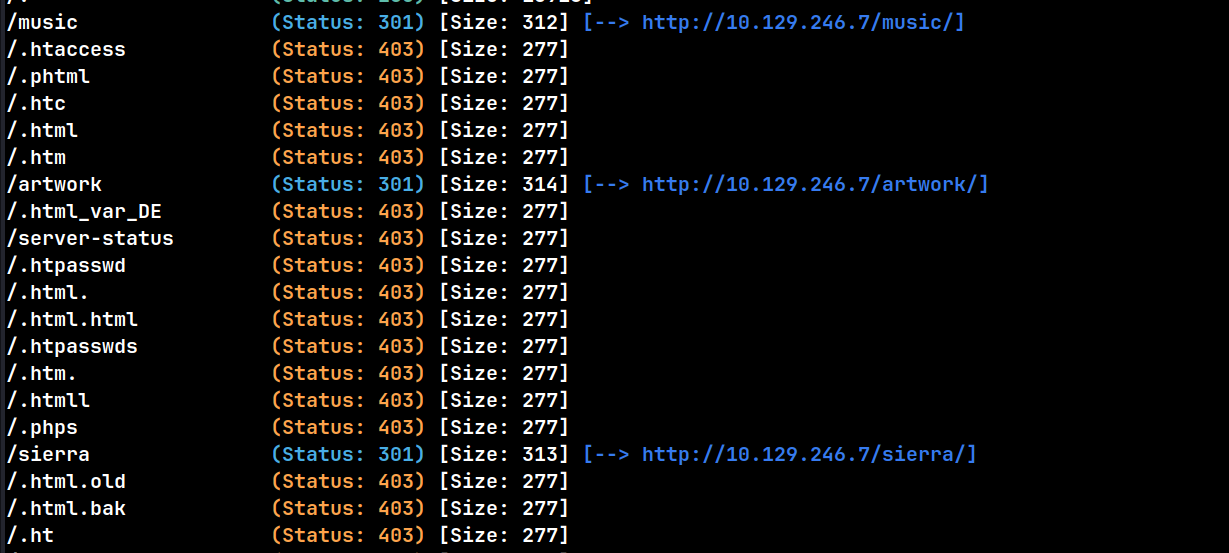 /music (Status: 301) [Size: 312] [--> http://10.129.246.7/music/]
/.htaccess (Status: 403) [Size: 277]
/.phtml (Status: 403) [Size: 277]
/.htc (Status: 403) [Size: 277]
/.html (Status: 403) [Size: 277]
/.htm (Status: 403) [Size: 277]
/artwork (Status: 301) [Size: 314] [--> http://10.129.246.7/artwork/]
/.html_var_DE (Status: 403) [Size: 277]
/server-status (Status: 403) [Size: 277]
/.htpasswd (Status: 403) [Size: 277]
/.html. (Status: 403) [Size: 277]
/.html.html (Status: 403) [Size: 277]
/.htpasswds (Status: 403) [Size: 277]
/.htm. (Status: 403) [Size: 277]
/.htmll (Status: 403) [Size: 277]
/.phps (Status: 403) [Size: 277]
/sierra (Status: 301) [Size: 313] [--> http://10.129.246.7/sierra/]
/.html.old (Status: 403) [Size: 277]
/.html.bak (Status: 403) [Size: 277]
/.ht (Status: 403) [Size: 277]